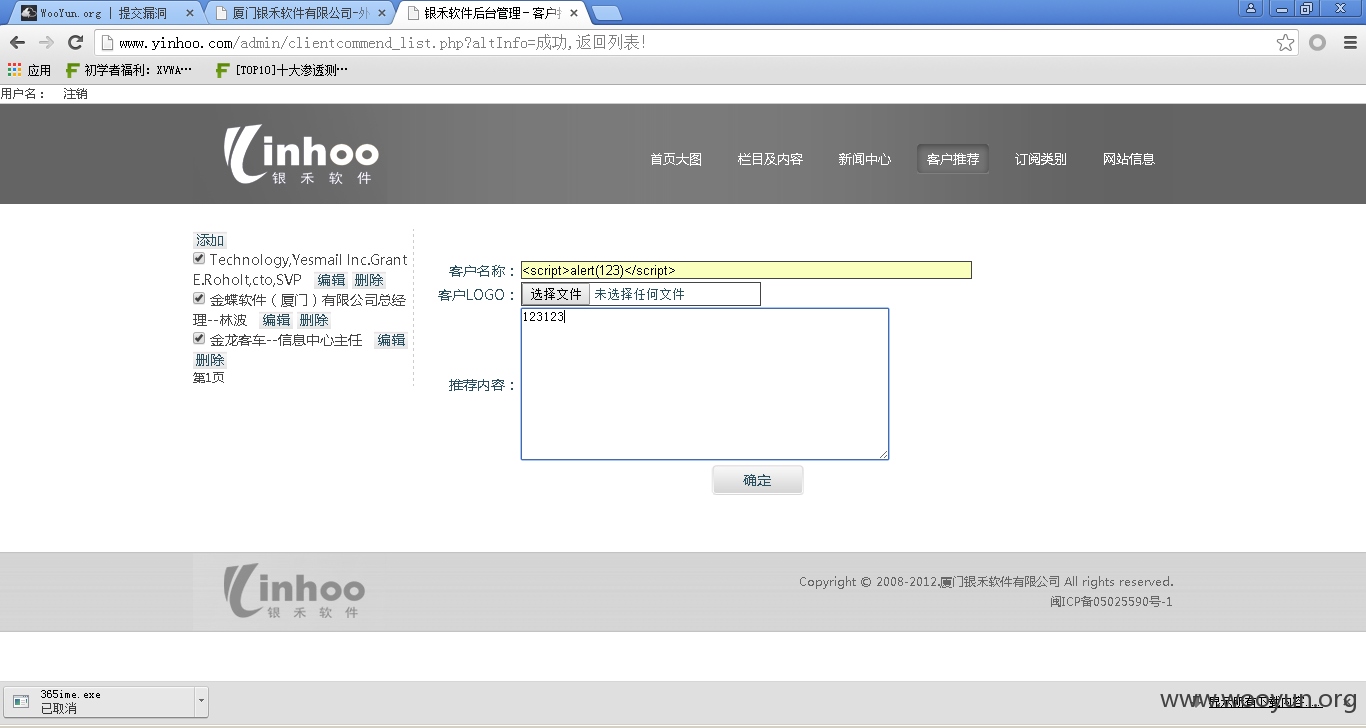 WooYun.org | 提交漏洞
厦门银禾软件有限公司-外
银禾软件后台管理-客户
www.yinhoo.com/admin/clientcommend_list.php?altInfo=成功,返回列表!
应用 初学者福利: XVWA… [TOP10]十大渗透测…
用户名： 注销
inhoo
银禾软件
首页大图 栏目及内容 新闻中心 客户推荐 订阅类别 网站信息
添加
Technology,Yesmail Inc.Grant
E.Roholt,cto,SVP 编辑 删除
金蝶软件（厦门）有限公司总经
理--林波 编辑 删除
金龙客车--信息中心主任 编辑
删除
第1页
客户名称： <script>alert(123)</script>
客户LOGO： 选择文件 未选择任何文件
推荐内容： 123123
确定
inhoo
银禾软件
Copyright © 2008-2012.厦门银禾软件有限公司 All rights reserved.
闽ICP备05025590号-1
365ime.exe
已取消
显示所有下载内容...
www.wooyun.org